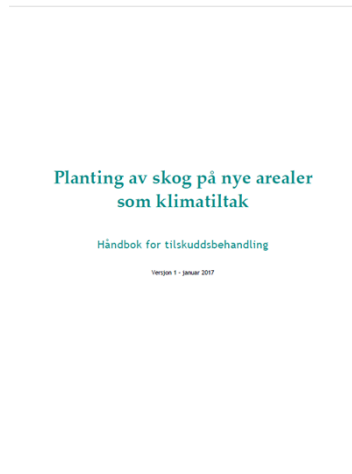 Planting av skog på nye arealer
som klimatiltak
Håndbok for tilskuddsbehandling
Versjon 1 – januar 2017